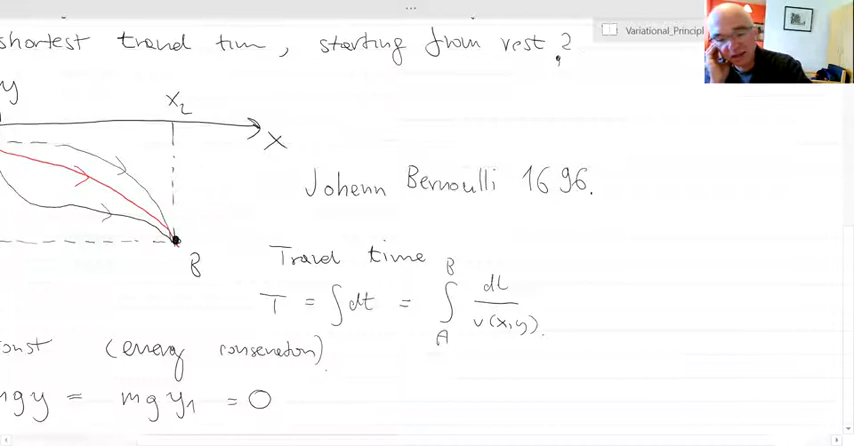 shortest travel time, starting from rest?
Variational_Principl
y
x₂
x
Johann Bernoulli 1696.
B
Travel time
T = ∫dt = ∫ₐᴮ dl / v(x,y).
onst (energy conservation).
mgy = mgy₁ = 0